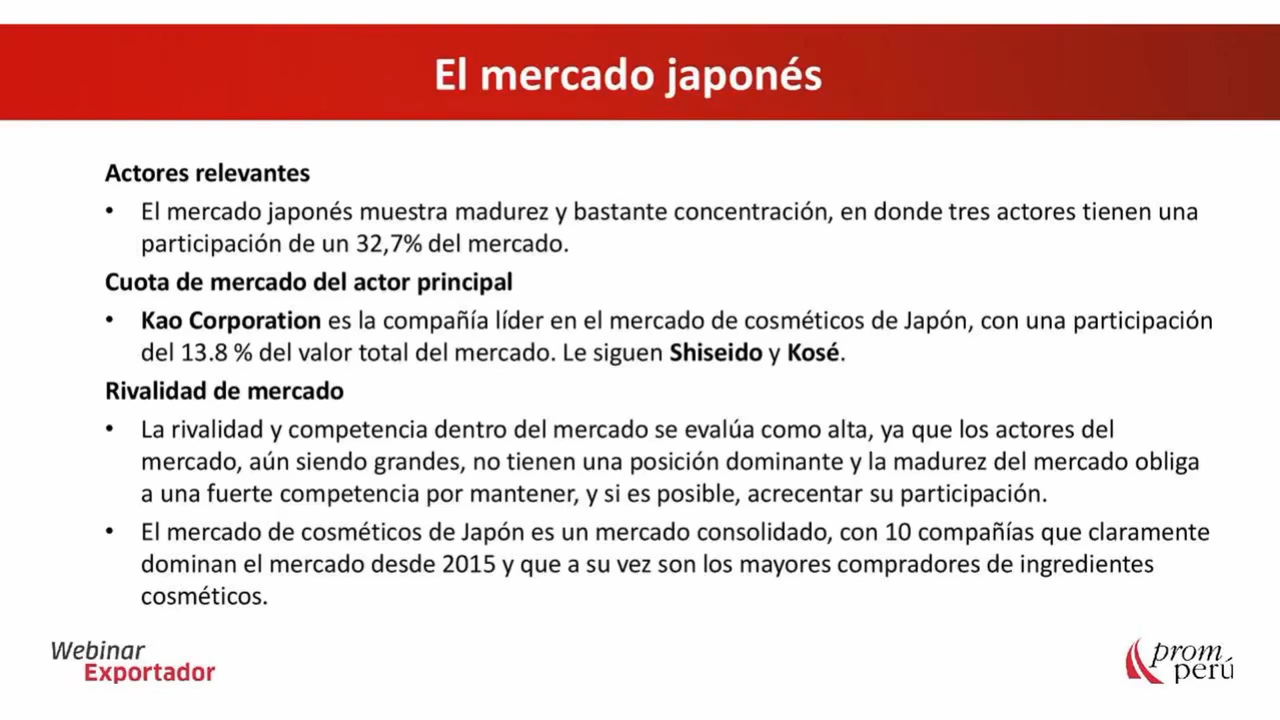 El mercado japonés
Actores relevantes
• El mercado japonés muestra madurez y bastante concentración, en donde tres actores tienen una
participación de un 32,7% del mercado.
Cuota de mercado del actor principal
• Kao Corporation es la compañía líder en el mercado de cosméticos de Japón, con una participación
del 13.8 % del valor total del mercado. Le siguen Shiseido y Kosé.
Rivalidad de mercado
• La rivalidad y competencia dentro del mercado se evalúa como alta, ya que los actores del
mercado, aún siendo grandes, no tienen una posición dominante y la madurez del mercado obliga
a una fuerte competencia por mantener, y si es posible, acrecentar su participación.
• El mercado de cosméticos de Japón es un mercado consolidado, con 10 compañías que claramente
dominan el mercado desde 2015 y que a su vez son los mayores compradores de ingredientes
cosméticos.
Webinar
Exportador
prom
perú